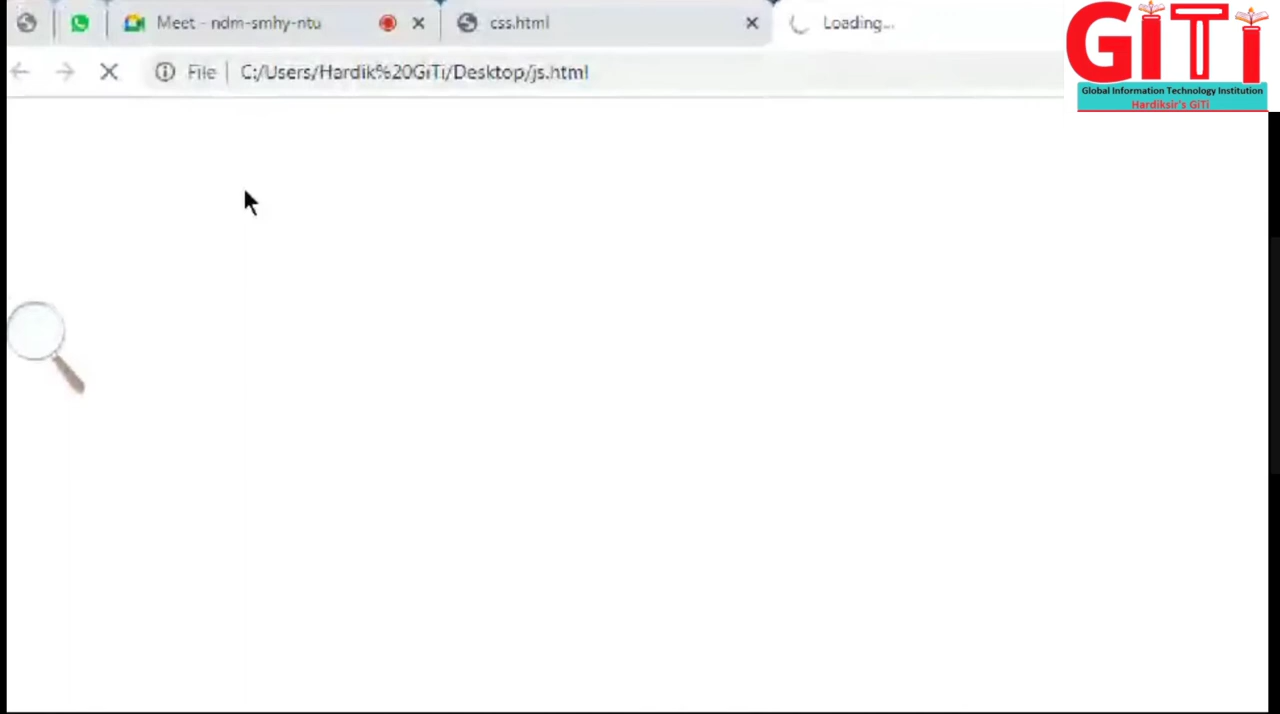 Meet - ndm-smhy-ntu
css.html
Loading...
File
C:/Users/Hardik%20GiTi/Desktop/js.html
GiTi
Global Information Technology Institution
Hardiksir's GiTi